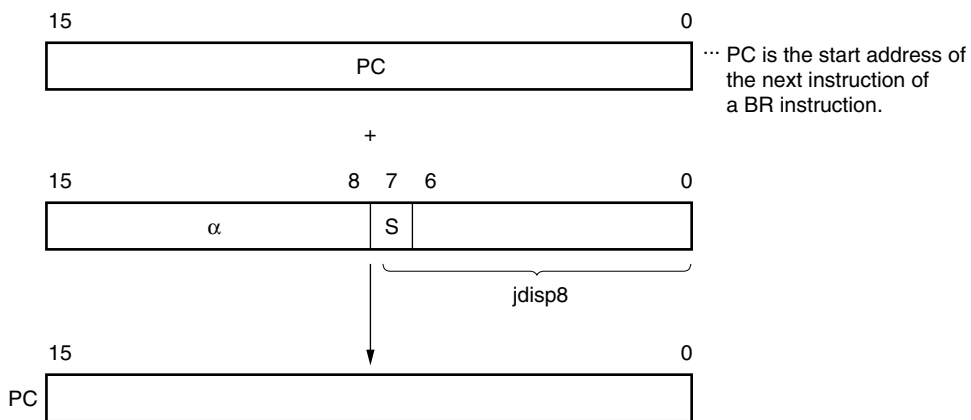 15 0
PC
... PC is the start address of
the next instruction of
a BR instruction.
+
15 8 7 6 0
α S
jdisp8
15 0
PC